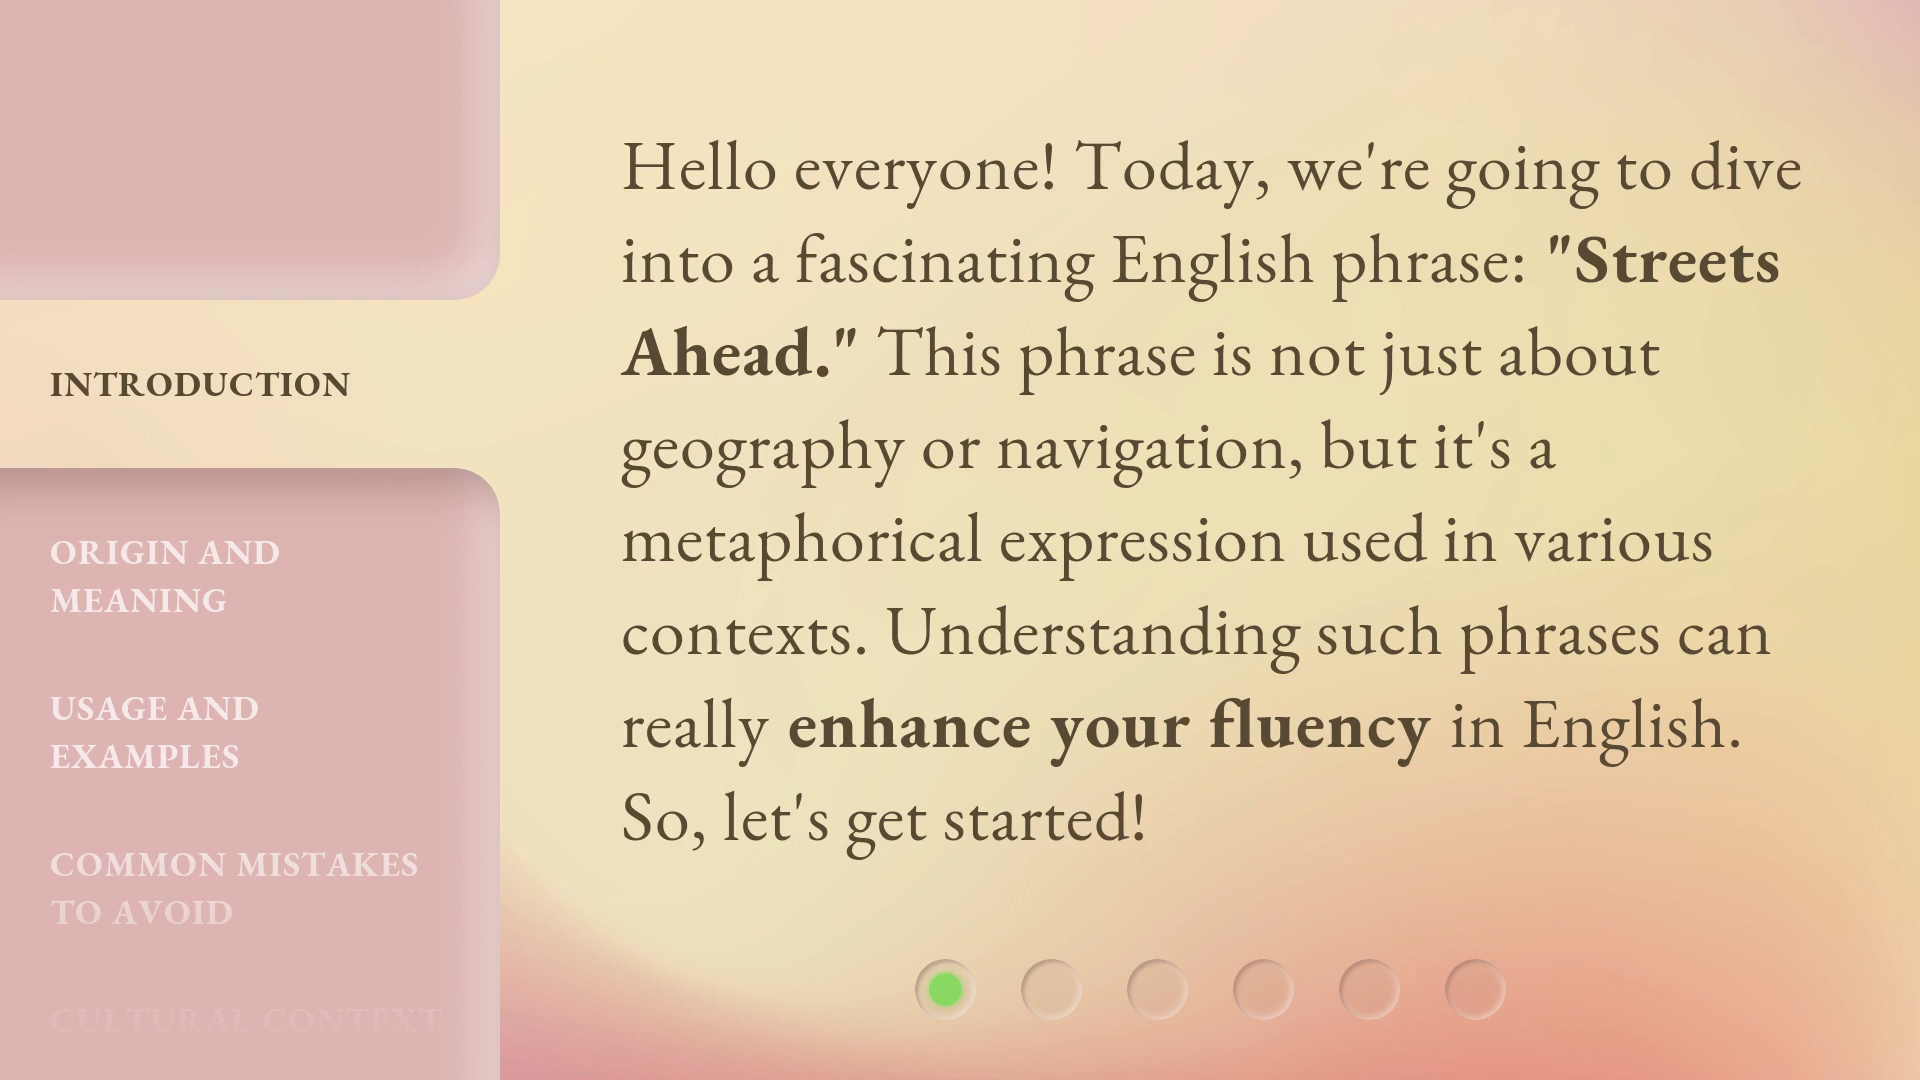 INTRODUCTION
ORIGIN AND
MEANING
USAGE AND
EXAMPLES
COMMON MISTAKES
TO AVOID
CULTURAL CONTEXT
Hello everyone! Today, we're going to dive
into a fascinating English phrase: "Streets
Ahead." This phrase is not just about
geography or navigation, but it's a
metaphorical expression used in various
contexts. Understanding such phrases can
really enhance your fluency in English.
So, let's get started!